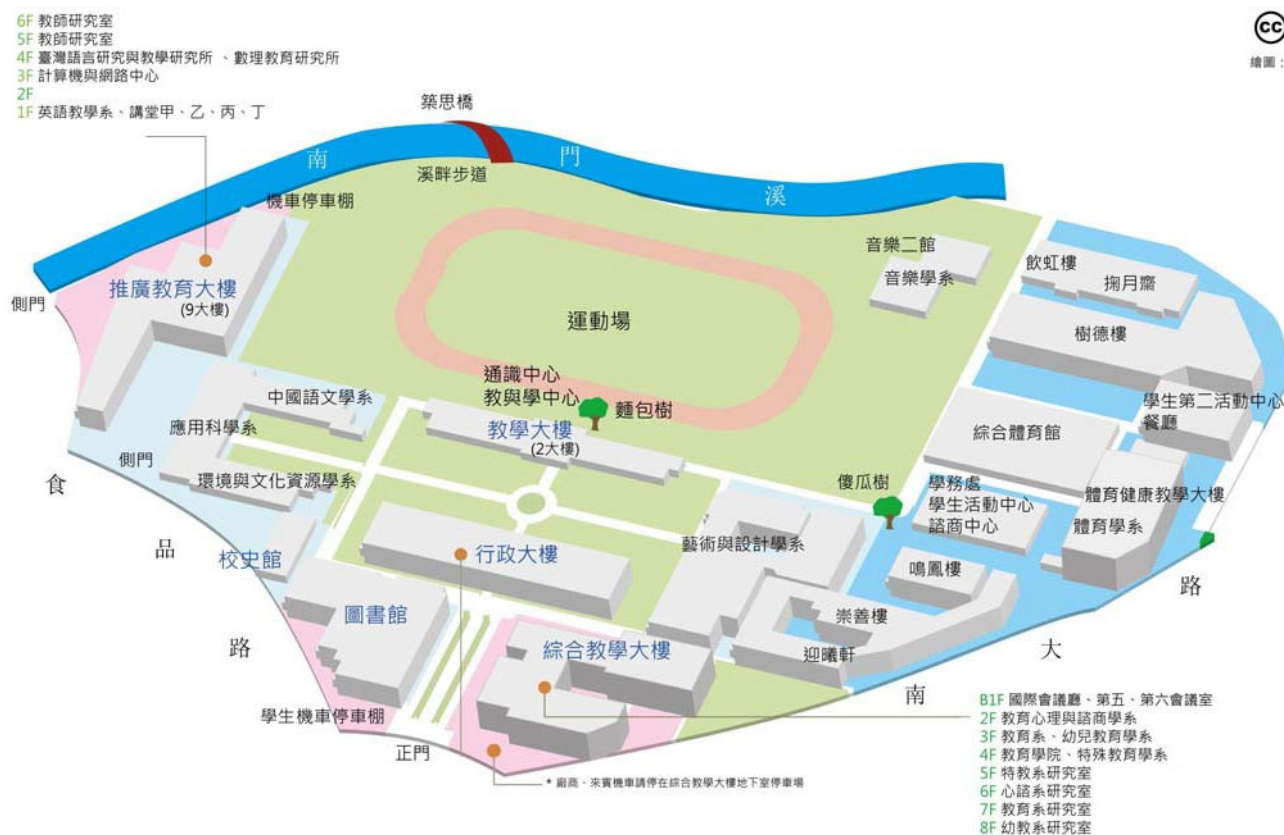 6F 教師研究室
5F 教師研究室
4F 臺灣語言研究與教學研究所 、數理教育研究所
3F 計算機與網路中心
2F
1F 英語教學系、講堂甲、乙、丙、丁
cc
繪圖：
築思橋
南
門
溪
溪畔步道
機車停車棚
側門
推廣教育大樓
(9大樓)
音樂二館
音樂學系
飲虹樓
掬月齋
樹德樓
運動場
通識中心
教與學中心
麵包樹
教學大樓
(2大樓)
中國語文學系
應用科學系
側門
環境與文化資源學系
學生第二活動中心
餐廳
綜合體育館
傻瓜樹
學務處
學生活動中心
諮商中心
體育健康教學大樓
體育學系
藝術與設計學系
行政大樓
鳴鳳樓
校史館
圖書館
崇善樓
迎曦軒
綜合教學大樓
食
品
路
南
大
路
學生機車停車棚
正門
* 廠商、來賓機車請停在綜合教學大樓地下室停車場
B1F 國際會議廳、第五、第六會議室
2F 教育心理與諮商學系
3F 教育系、幼兒教育學系
4F 教育學院、特殊教育學系
5F 特教系研究室
6F 心諮系研究室
7F 教育系研究室
8F 幼教系研究室